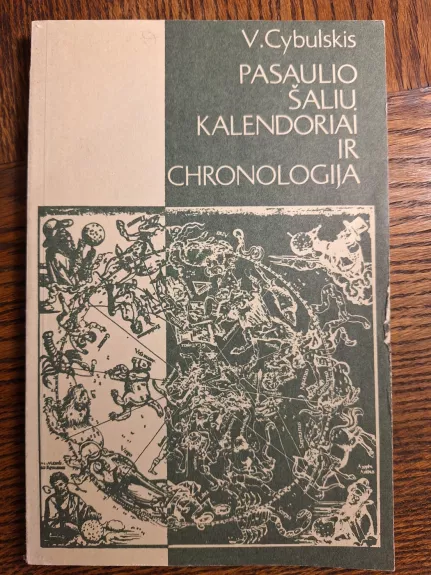 V. Cybulskis
PASAULIO
ŠALIŲ
KALENDORIAI
IR
CHRONOLOGIJA